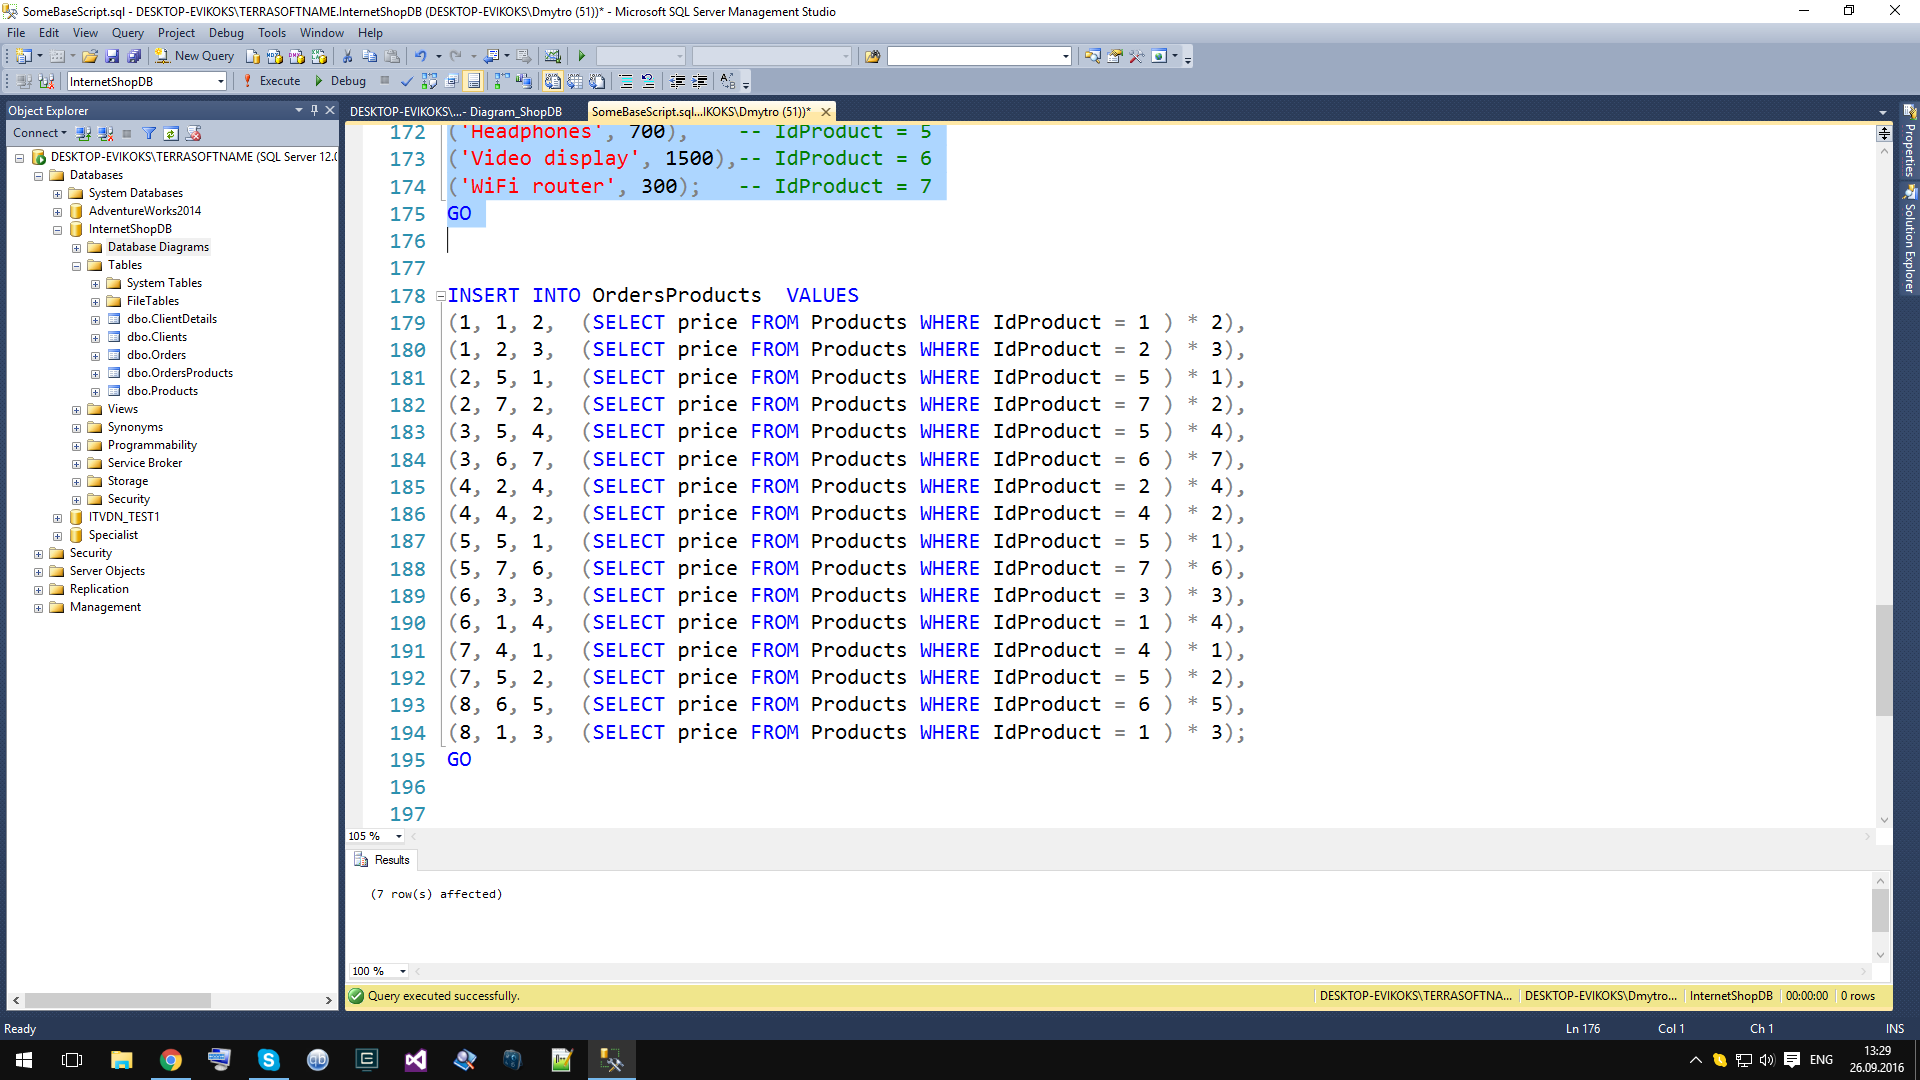 SomeBaseScript.sql - DESKTOP-EVIKOKS\TERRASOFTNAME.InternetShopDB (DESKTOP-EVIKOKS\Dmytro (51))* - Microsoft SQL Server Management Studio
File Edit View Query Project Debug Tools Window Help
New Query
InternetShopDB Execute Debug
Object Explorer
DESKTOP-EVIKOKS\...- Diagram_ShopDB SomeBaseScript.sql...IKOKS\Dmytro (51))*
Connect
DESKTOP-EVIKOKS\TERRASOFTNAME (SQL Server 12.0
Databases
System Databases
AdventureWorks2014
InternetShopDB
Database Diagrams
Tables
System Tables
FileTables
dbo.ClientDetails
dbo.Clients
dbo.Orders
dbo.OrdersProducts
dbo.Products
Views
Synonyms
Programmability
Service Broker
Storage
Security
ITVDN_TEST1
Specialist
Security
Server Objects
Replication
Management
172 ('Headphones', 700), -- IdProduct = 5
173 ('Video display', 1500),-- IdProduct = 6
174 ('WiFi router', 300); -- IdProduct = 7
175 GO
176
177
178 INSERT INTO OrdersProducts VALUES
179 (1, 1, 2, (SELECT price FROM Products WHERE IdProduct = 1 ) * 2),
180 (1, 2, 3, (SELECT price FROM Products WHERE IdProduct = 2 ) * 3),
181 (2, 5, 1, (SELECT price FROM Products WHERE IdProduct = 5 ) * 1),
182 (2, 7, 2, (SELECT price FROM Products WHERE IdProduct = 7 ) * 2),
183 (3, 5, 4, (SELECT price FROM Products WHERE IdProduct = 5 ) * 4),
184 (3, 6, 7, (SELECT price FROM Products WHERE IdProduct = 6 ) * 7),
185 (4, 2, 4, (SELECT price FROM Products WHERE IdProduct = 2 ) * 4),
186 (4, 4, 2, (SELECT price FROM Products WHERE IdProduct = 4 ) * 2),
187 (5, 5, 1, (SELECT price FROM Products WHERE IdProduct = 5 ) * 1),
188 (5, 7, 6, (SELECT price FROM Products WHERE IdProduct = 7 ) * 6),
189 (6, 3, 3, (SELECT price FROM Products WHERE IdProduct = 3 ) * 3),
190 (6, 1, 4, (SELECT price FROM Products WHERE IdProduct = 1 ) * 4),
191 (7, 4, 1, (SELECT price FROM Products WHERE IdProduct = 4 ) * 1),
192 (7, 5, 2, (SELECT price FROM Products WHERE IdProduct = 5 ) * 2),
193 (8, 6, 5, (SELECT price FROM Products WHERE IdProduct = 6 ) * 5),
194 (8, 1, 3, (SELECT price FROM Products WHERE IdProduct = 1 ) * 3);
195 GO
196
197
105 %
Results
(7 row(s) affected)
100 %
Query executed successfully. DESKTOP-EVIKOKS\TERRASOFTNA... DESKTOP-EVIKOKS\Dmytro... InternetShopDB 00:00:00 0 rows
Properties
Solution Explorer
Ready Ln 176 Col 1 Ch 1 INS
ENG
13:29
26.09.2016